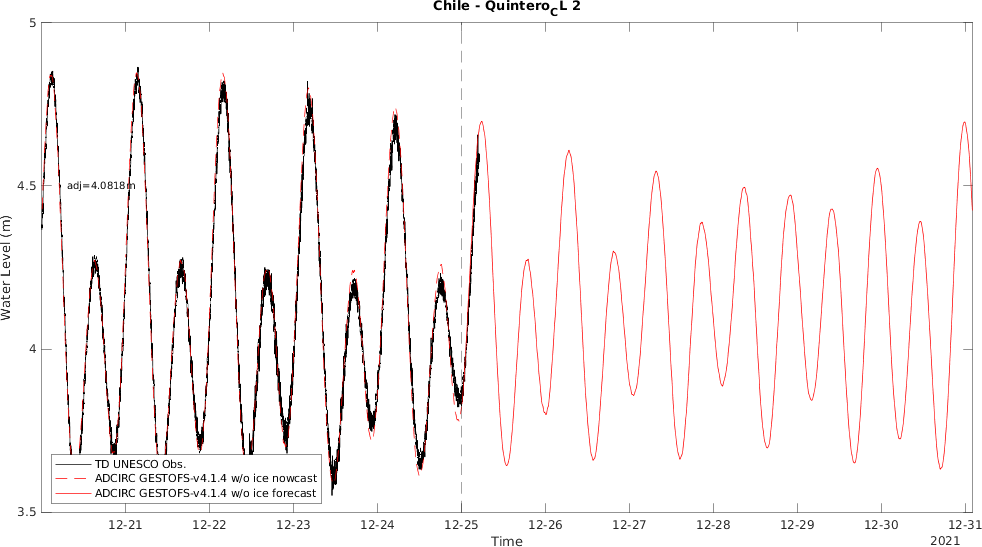 Chile - QuinteroCL 2
5
4.5
4
3.5
Water Level (m)
adj=4.0818m
TD UNESCO Obs.
ADCIRC GESTOFS-v4.1.4 w/o ice nowcast
ADCIRC GESTOFS-v4.1.4 w/o ice forecast
12-21 12-22 12-23 12-24 12-25 12-26 12-27 12-28 12-29 12-30 12-31
Time
2021